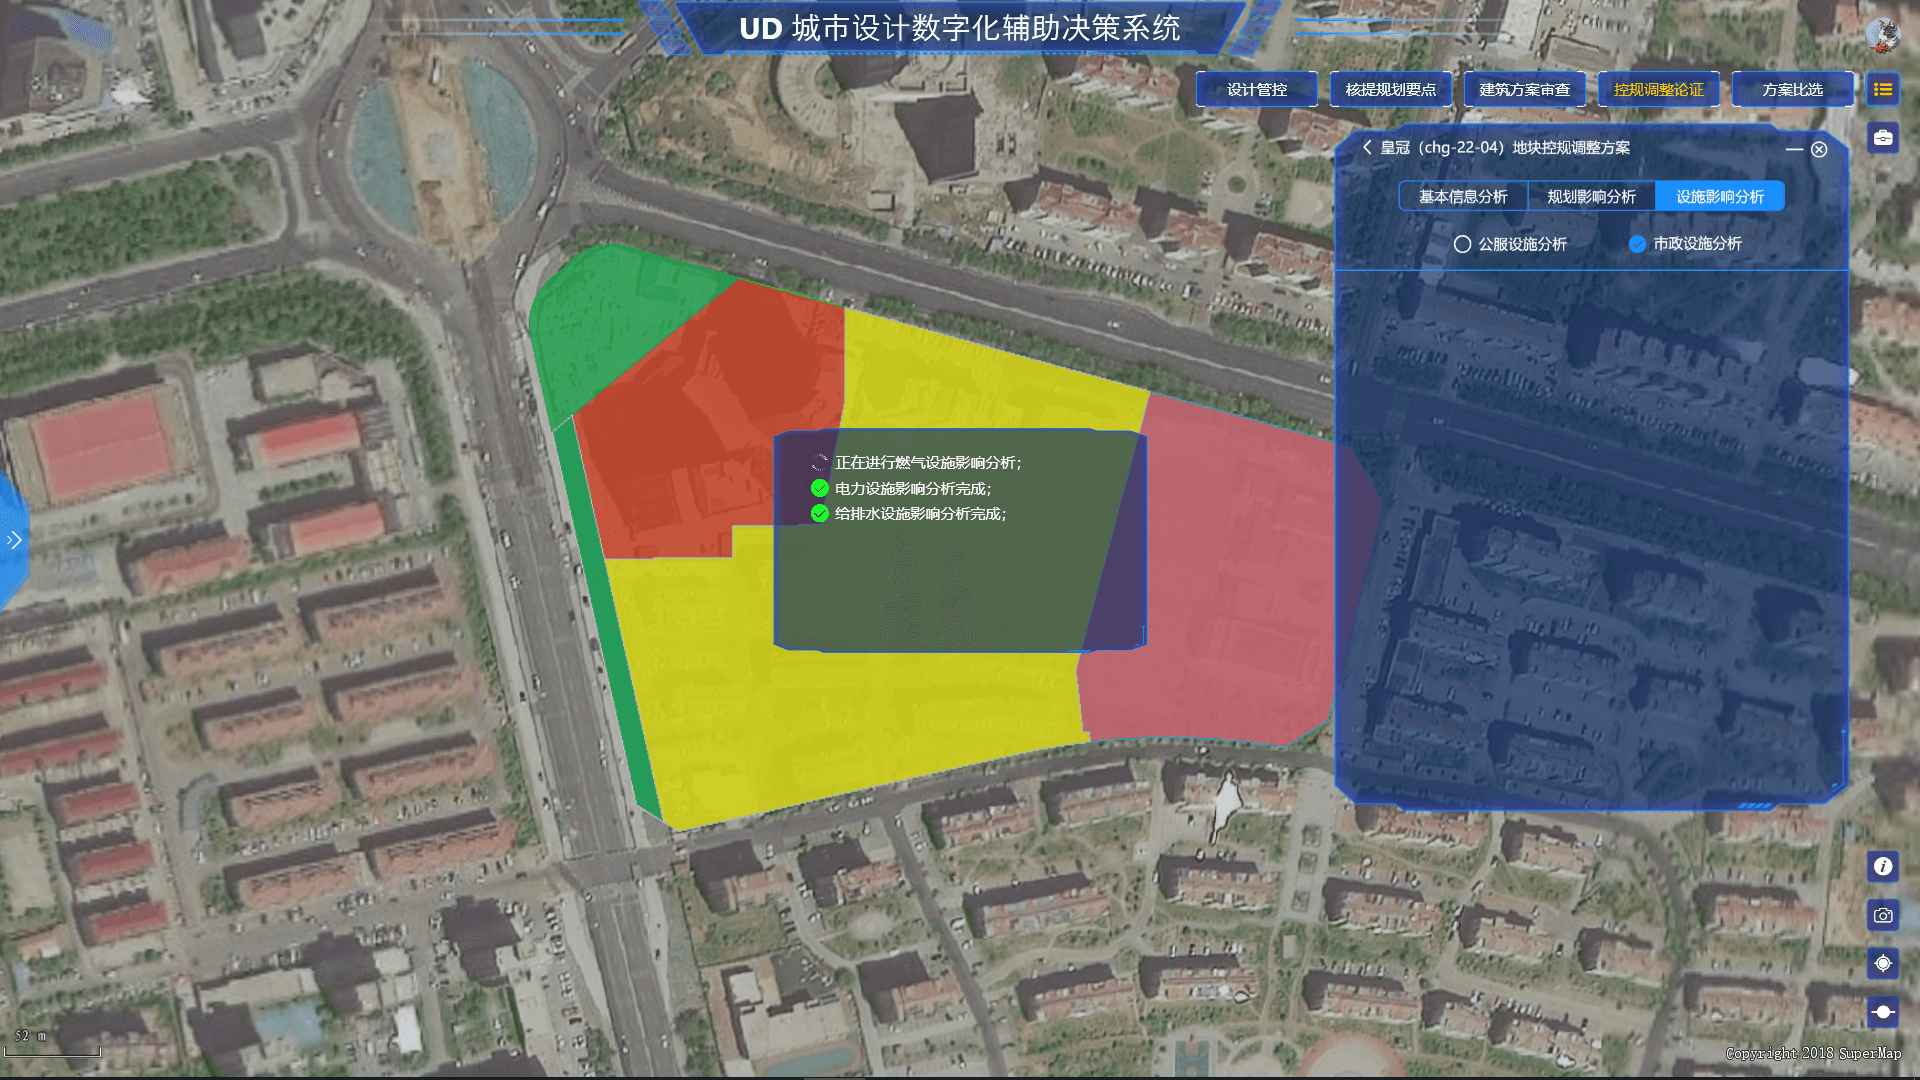 UD 城市设计数字化辅助决策系统
设计管控
核提规划要点
建筑方案审查
控规调整论证
方案比选
皇冠（chg-22-04）地块控规调整方案
基本信息分析
规划影响分析
设施影响分析
公服设施分析
市政设施分析
正在进行燃气设施影响分析；
电力设施影响分析完成；
给排水设施影响分析完成；
52 m
Copyright 2018 SuperMap